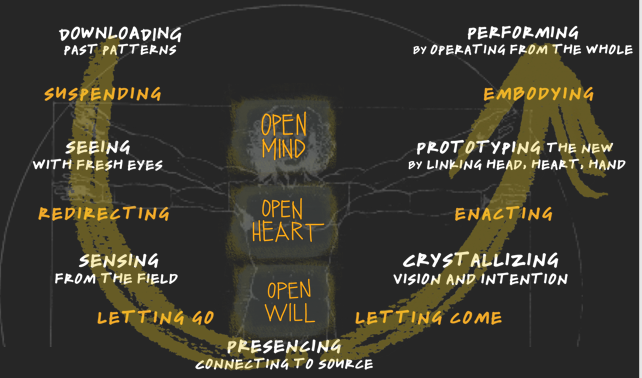 DOWNLOADING
PAST PATTERNS
SUSPENDING
SEEING
WITH FRESH EYES
REDIRECTING
SENSING
FROM THE FIELD
LETTING GO
PRESENCING
CONNECTING TO SOURCE
OPEN
MIND
OPEN
HEART
OPEN
WILL
PERFORMING
BY OPERATING FROM THE WHOLE
EMBODYING
PROTOTYPING THE NEW
BY LINKING HEAD, HEART, HAND
ENACTING
CRYSTALLIZING
VISION AND INTENTION
LETTING COME